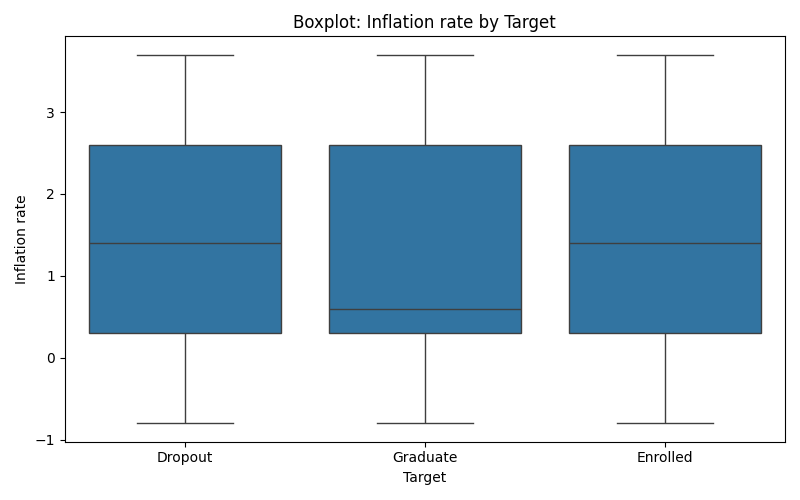 Boxplot: Inflation rate by Target
Inflation rate
3
2
1
0
−1
Dropout Graduate Enrolled
Target